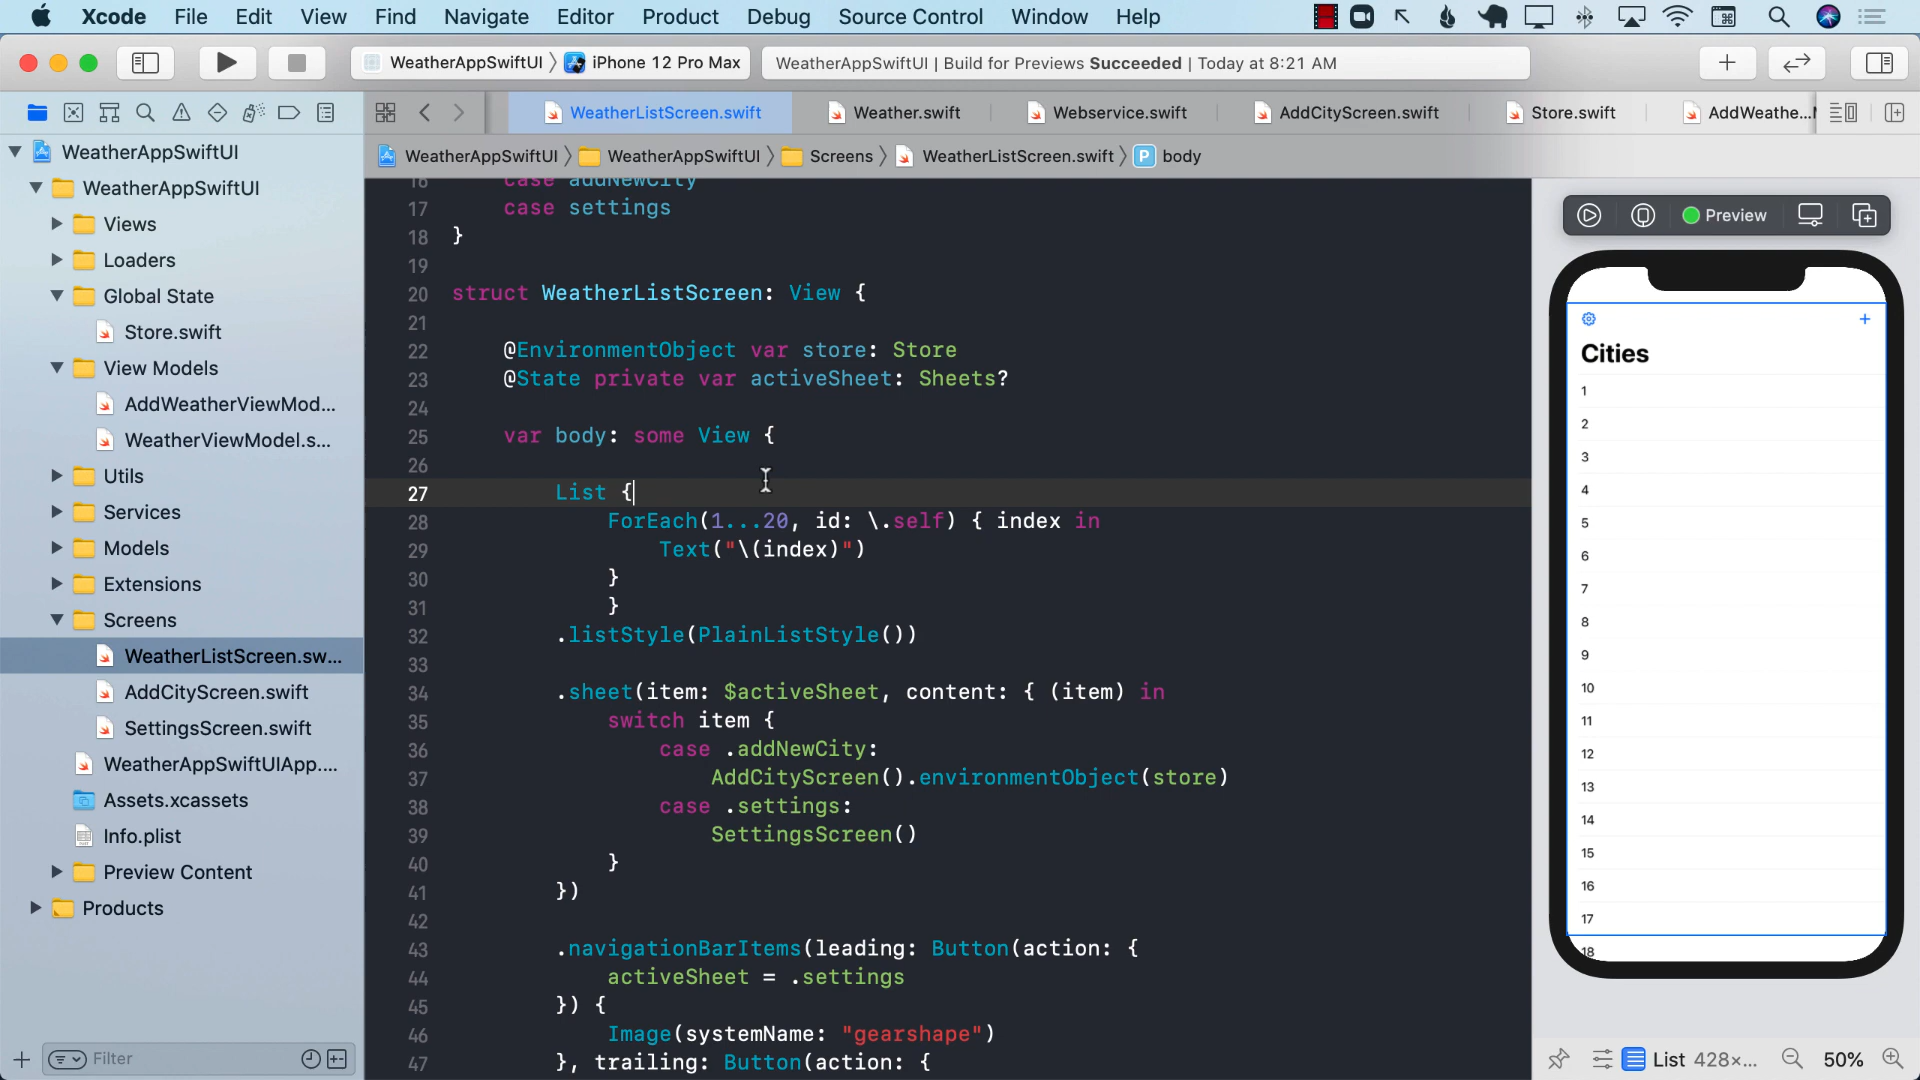 Xcode File Edit View Find Navigate Editor Product Debug Source Control Window Help
WeatherAppSwiftUI 〉 iPhone 12 Pro Max
WeatherAppSwiftUI | Build for Previews Succeeded | Today at 8:21 AM
WeatherListScreen.swift Weather.swift Webservice.swift AddCityScreen.swift Store.swift AddWeathe...M
WeatherAppSwiftUI 〉 WeatherAppSwiftUI 〉 Screens 〉 WeatherListScreen.swift 〉 P body
WeatherAppSwiftUI
WeatherAppSwiftUI
Views
Loaders
Global State
Store.swift
View Models
AddWeatherViewMod...
WeatherViewModel.s...
Utils
Services
Models
Extensions
Screens
WeatherListScreen.sw...
AddCityScreen.swift
SettingsScreen.swift
WeatherAppSwiftUIApp....
Assets.xcassets
Info.plist
Preview Content
Products
Filter
16 case addNewCity
17 case settings
18 }
19
20 struct WeatherListScreen: View {
21
22 @EnvironmentObject var store: Store
23 @State private var activeSheet: Sheets?
24
25 var body: some View {
26
27 List {
28 ForEach(1...20, id: \.self) { index in
29 Text("\(index)")
30 }
31 }
32 .listStyle(PlainListStyle())
33
34 .sheet(item: $activeSheet, content: { (item) in
35 switch item {
36 case .addNewCity:
37 AddCityScreen().environmentObject(store)
38 case .settings:
39 SettingsScreen()
40 }
41 })
42
43 .navigationBarItems(leading: Button(action: {
44 activeSheet = .settings
45 }) {
46 Image(systemName: "gearshape")
47 }, trailing: Button(action: {
Preview
+
Cities
1
2
3
4
5
6
7
8
9
10
11
12
13
14
15
16
17
18
List 428×... 50%